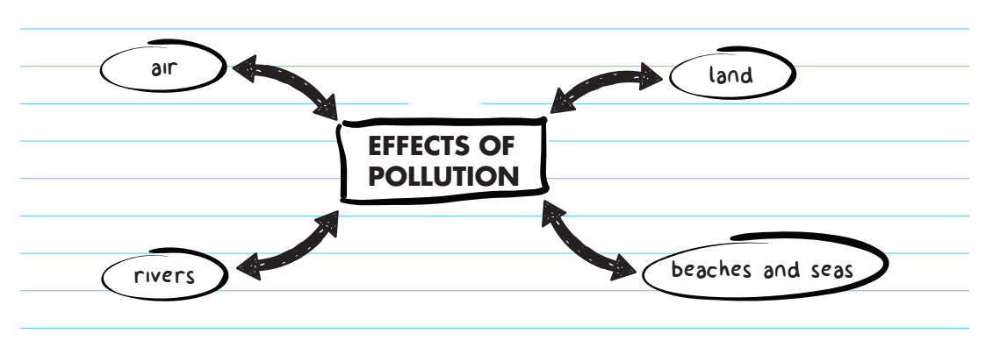 air
land
EFFECTS OF
POLLUTION
rivers
beaches and seas